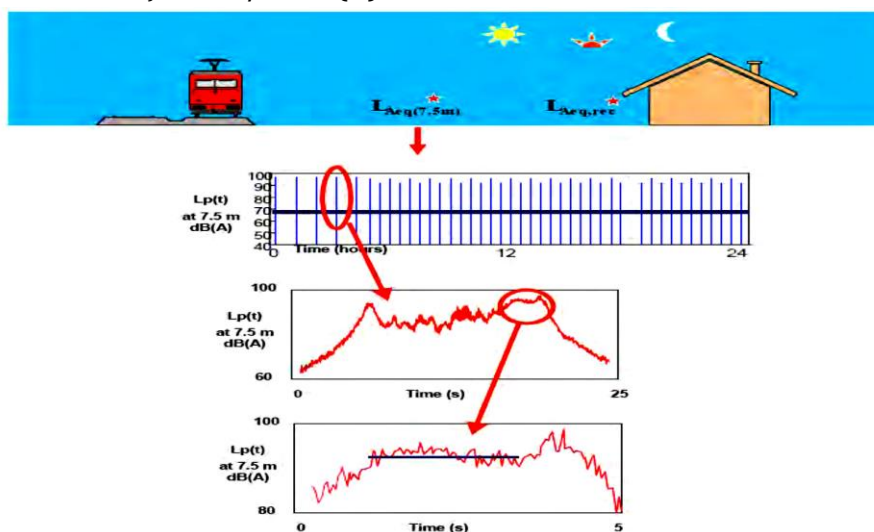 LAeq(7.5m)
LAeq,rec
100
90
80
70
60
50
40
Lp(t)
at 7.5 m
dB(A)
0
Time (hours)
12
24
100
Lp(t)
at 7.5 m
dB(A)
60
0
Time (s)
25
100
Lp(t)
at 7.5 m
dB(A)
80
0
Time (s)
5